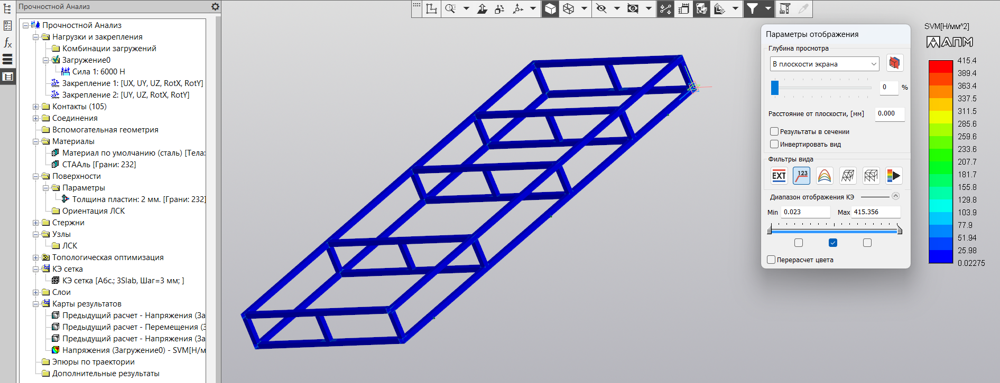 Прочностной Анализ
Прочностной Анализ
Нагрузки и закрепления
Комбинации загружений
Загружение0
Сила 1: 6000 Н
Закрепление 1: [UX, UY, UZ, RotX, RotY]
Закрепление 2: [UY, UZ, RotX, RotY]
Контакты (105)
Соединения
Вспомогательная геометрия
Материалы
Материал по умолчанию (сталь) [Тела:
СТААль [Грани: 232]
Поверхности
Параметры
Толщина пластин: 2 мм. [Грани: 232]
Ориентация ЛСК
Стержни
Узлы
ЛСК
Топологическая оптимизация
КЭ сетка
КЭ сетка [Абс.; 3Slab, Шаг=3 мм; ]
Слои
Карты результатов
Предыдущий расчет - Напряжения (За
Предыдущий расчет - Перемещения (З
Предыдущий расчет - Напряжения (За
Напряжения (Загружение0) - SVM[Н/м
Эпюры по траектории
Дополнительные результаты
fx
Параметры отображения
Глубина просмотра
В плоскости экрана
0 %
Расстояние от плоскости, [мм] 0.000
Результаты в сечении
Инвертировать вид
Фильтры вида
EXT 123
Диапазон отображения КЭ
Min 0.023 Max 415.356
Перерасчет цвета
SVM[Н/мм^2]
АПМ
415.4
389.4
363.4
337.5
311.5
285.6
259.6
233.6
207.7
181.7
155.8
129.8
103.9
77.9
51.94
25.98
0.02275